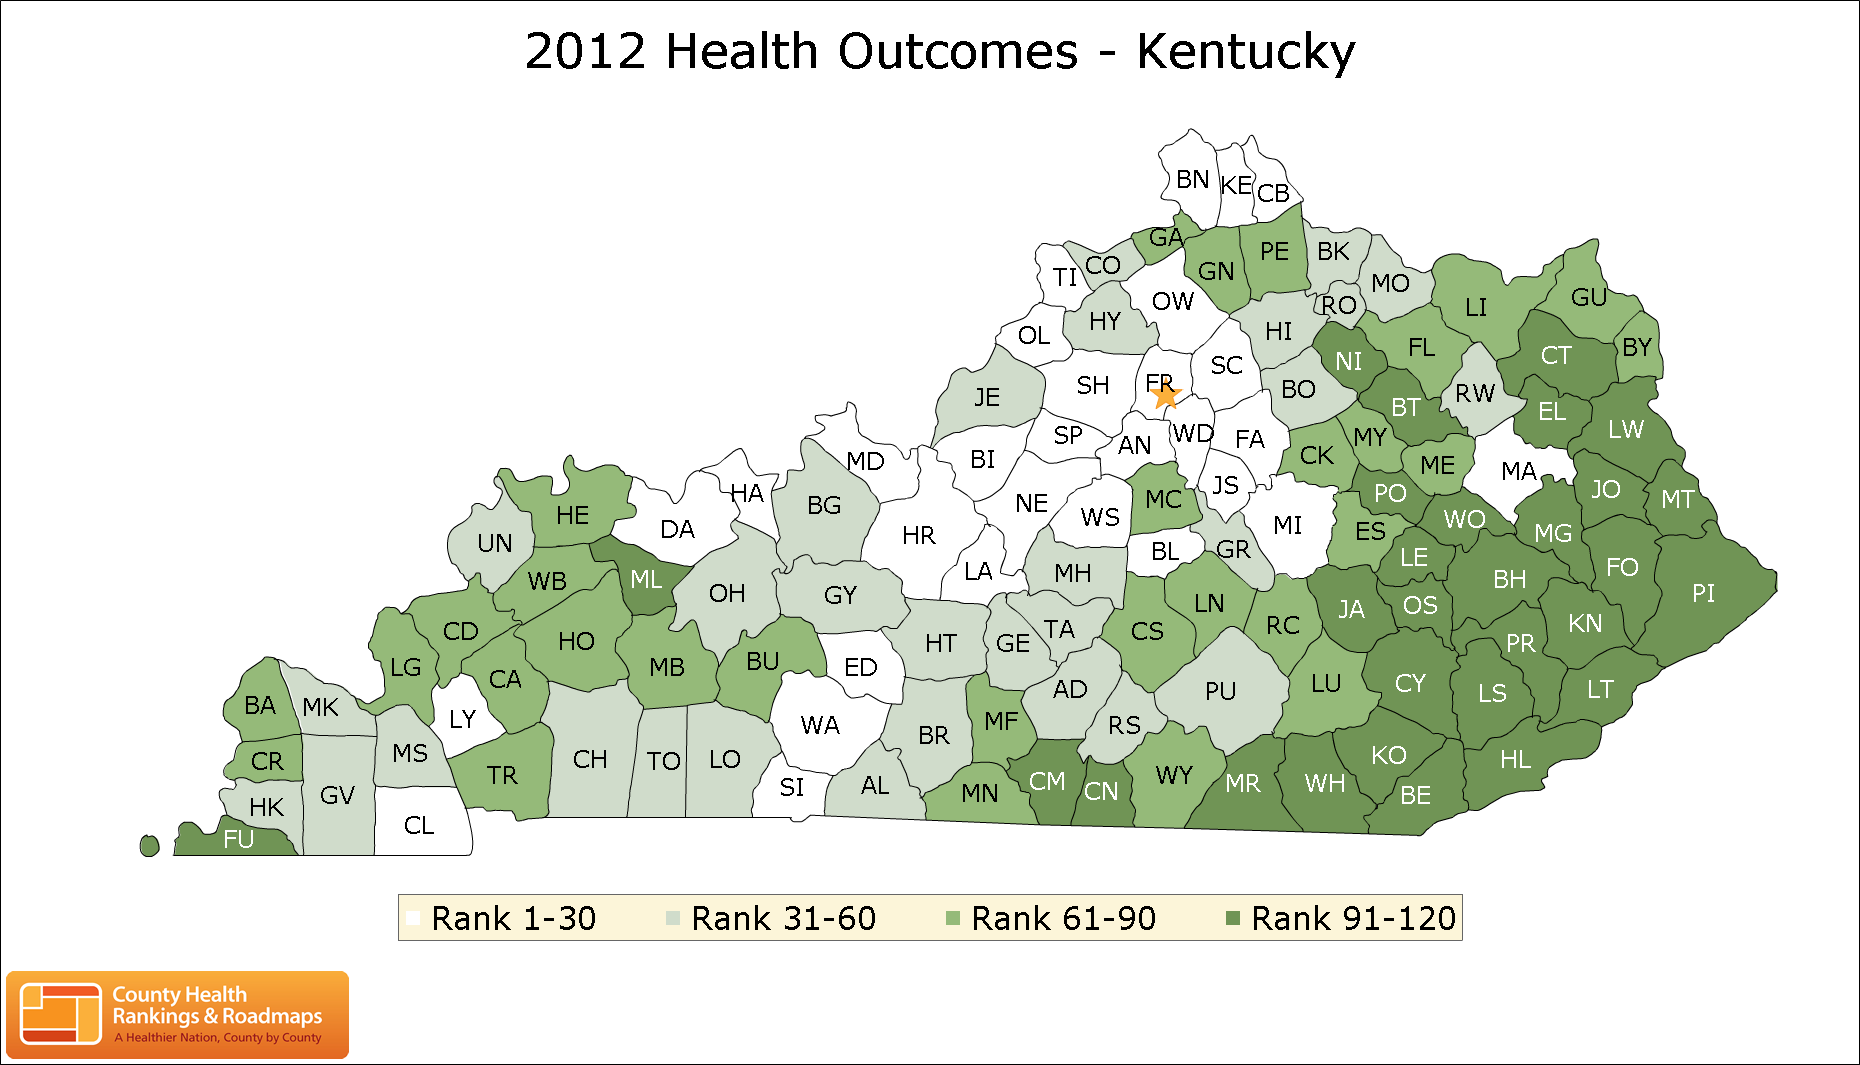 2012 Health Outcomes - Kentucky
BN KE CB
GA PE BK
CO GN
TI MO
OW RO LI GU
HY HI
OL FL BY
SC NI CT
SH FR BO RW
JE BT EL
SP AN WD FA MY LW
BI CK ME
MD MA
HA JS PO JO MT
BG NE MC
HE DA WS MI ES WO MG
UN HR BL GR LE
WB ML LA MH BH FO
OH GY LN JA OS PI
CD HT TA CS RC KN
HO GE PR
LG MB BU ED
CA AD PU LU CY LS LT
BA MK LY WA MF RS
MS BR KO HL
CR CH TO LO
TR SI AL MN CM CN WY MR WH BE
HK GV
CL
FU
Rank 1-30 Rank 31-60 Rank 61-90 Rank 91-120
County Health
Rankings & Roadmaps
A Healthier Nation, County by County